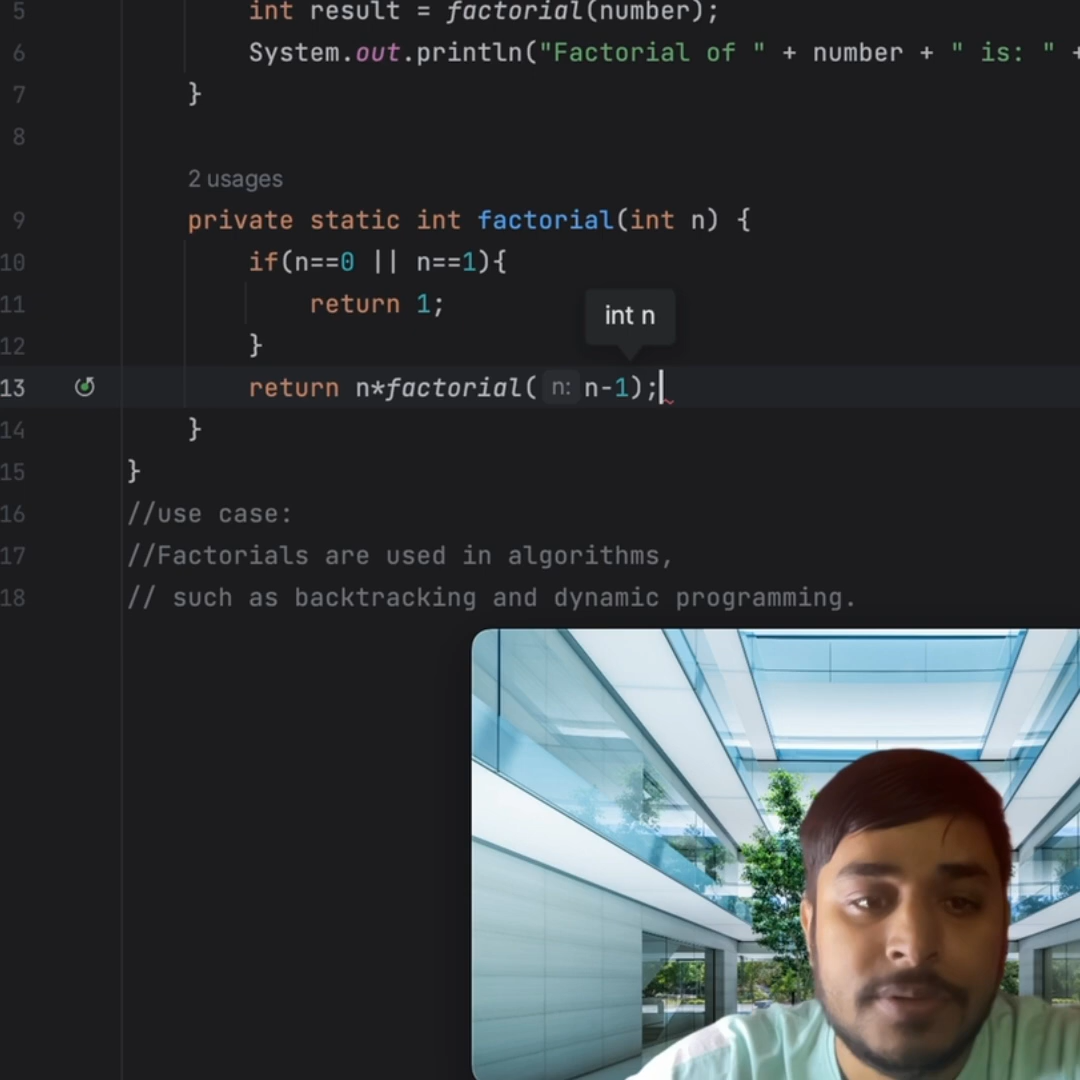 5 int result = factorial(number);
6 System.out.println("Factorial of " + number + " is: " +
7 }
8
2 usages
9 private static int factorial(int n) {
10 if(n==0 || n==1){
11 return 1;
int n
12 }
13 return n*factorial( n: n-1);
14 }
15 }
16 //use case:
17 //Factorials are used in algorithms,
18 // such as backtracking and dynamic programming.